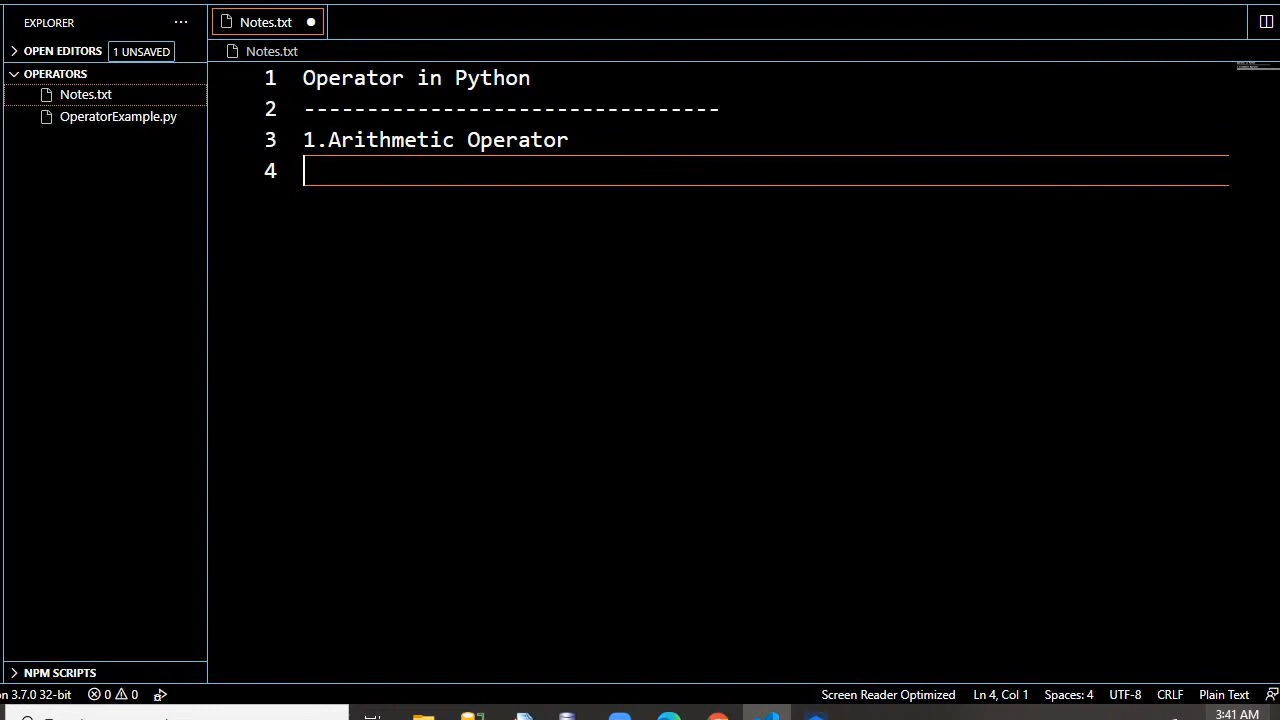 EXPLORER
···
Notes.txt
OPEN EDITORS
1 UNSAVED
Notes.txt
OPERATORS
Notes.txt
OperatorExample.py
1 Operator in Python
2 ---------------------------------
3 1.Arithmetic Operator
4
NPM SCRIPTS
n 3.7.0 32-bit
0
0
Screen Reader Optimized
Ln 4, Col 1
Spaces: 4
UTF-8
CRLF
Plain Text
3:41 AM